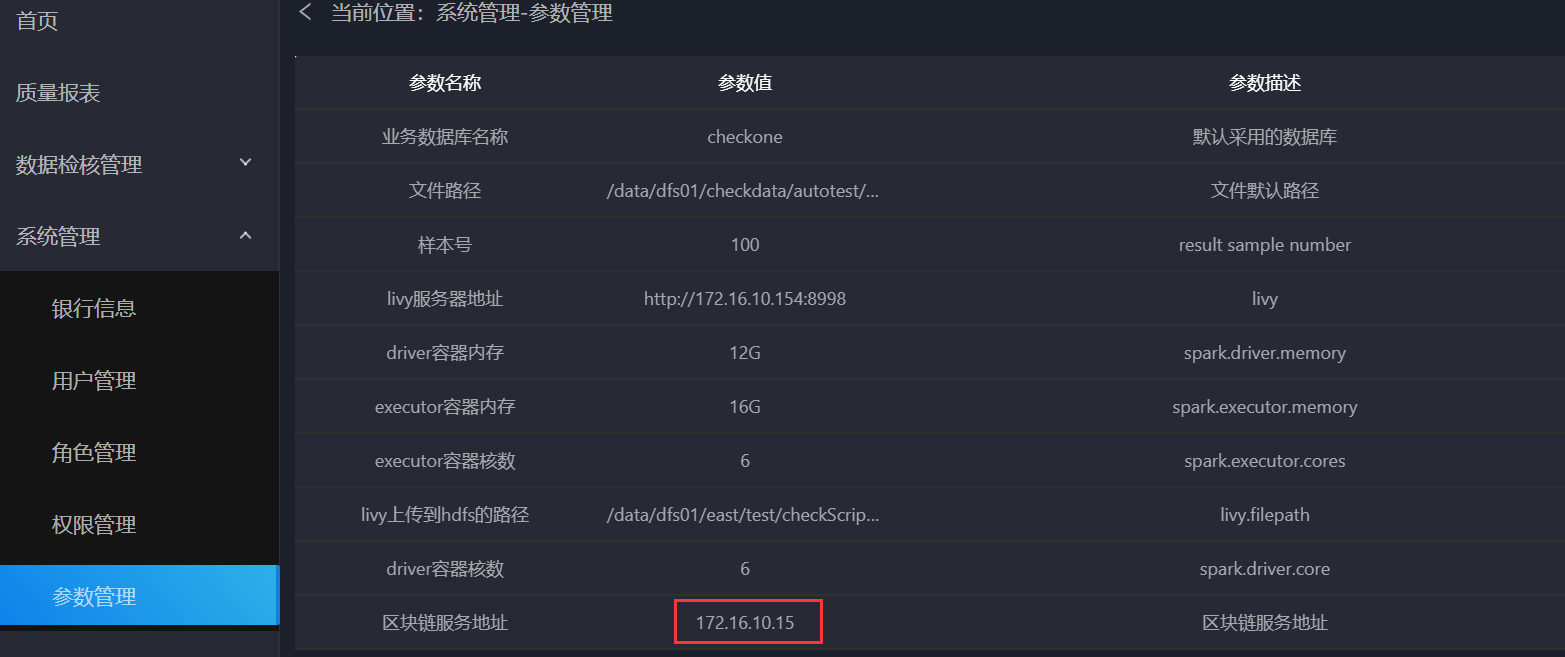 首页
质量报表
数据检核管理
系统管理
银行信息
用户管理
角色管理
权限管理
参数管理
当前位置：系统管理-参数管理
参数名称 参数值 参数描述
业务数据库名称 checkone 默认采用的数据库
文件路径 /data/dfs01/checkdata/autotest/... 文件默认路径
样本号 100 result sample number
livy服务器地址 http://172.16.10.154:8998 livy
driver容器内存 12G spark.driver.memory
executor容器内存 16G spark.executor.memory
executor容器核数 6 spark.executor.cores
livy上传到hdfs的路径 /data/dfs01/east/test/checkScrip... livy.filepath
driver容器核数 6 spark.driver.core
区块链服务地址 172.16.10.15 区块链服务地址